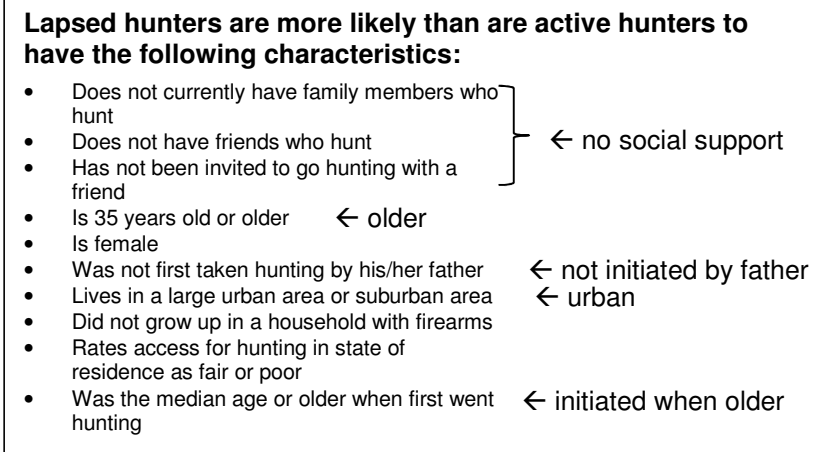 Lapsed hunters are more likely than are active hunters to
have the following characteristics:
• Does not currently have family members who
hunt
• Does not have friends who hunt ← no social support
• Has not been invited to go hunting with a
friend
• Is 35 years old or older ← older
• Is female
• Was not first taken hunting by his/her father ← not initiated by father
• Lives in a large urban area or suburban area ← urban
• Did not grow up in a household with firearms
• Rates access for hunting in state of
residence as fair or poor
• Was the median age or older when first went ← initiated when older
hunting